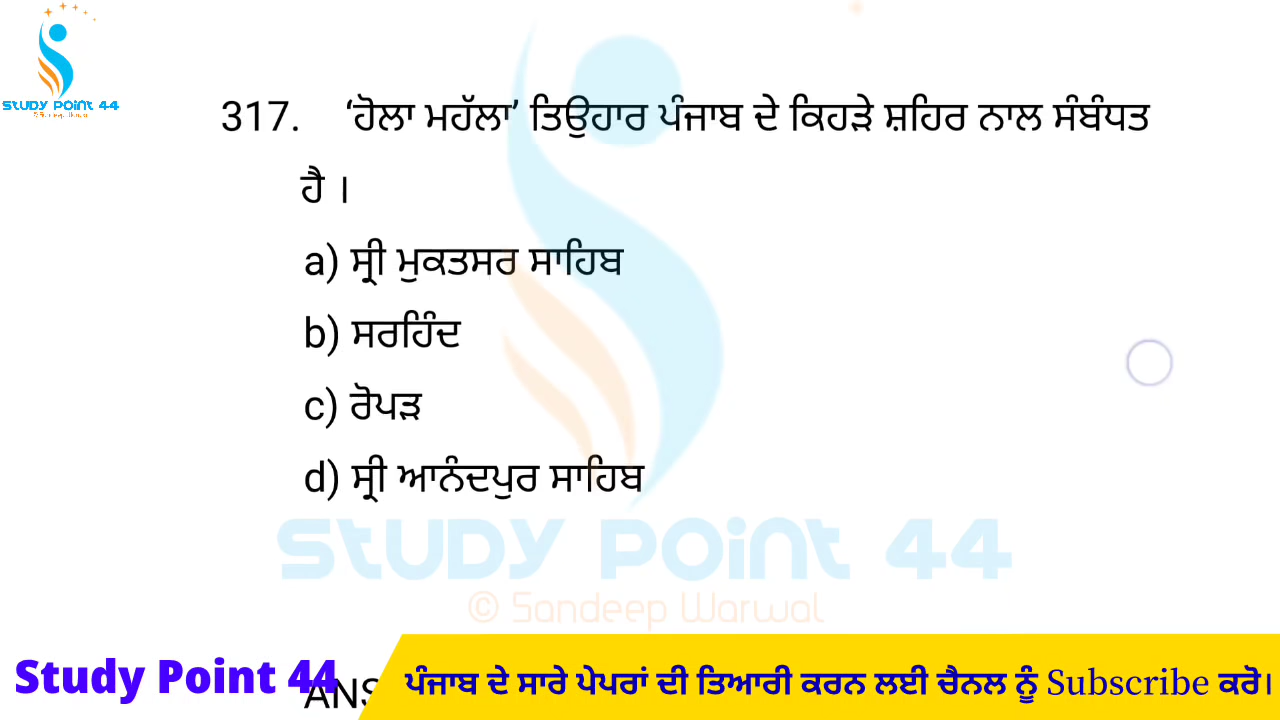 STUDY POINT 44
317. ‘ਹੋਲਾ ਮਹੱਲਾ’ ਤਿਉਹਾਰ ਪੰਜਾਬ ਦੇ ਕਿਹੜੇ ਸ਼ਹਿਰ ਨਾਲ ਸੰਬੰਧਤ
ਹੈ ।
a) ਸ੍ਰੀ ਮੁਕਤਸਰ ਸਾਹਿਬ
b) ਸਰਹਿੰਦ
c) ਰੋਪੜ
d) ਸ੍ਰੀ ਆਨੰਦਪੁਰ ਸਾਹਿਬ
STUDY POINT 44
© Sandeep Warwal
Study Point 44
ਪੰਜਾਬ ਦੇ ਸਾਰੇ ਪੇਪਰਾਂ ਦੀ ਤਿਆਰੀ ਕਰਨ ਲਈ ਚੈਨਲ ਨੂੰ Subscribe ਕਰੋ।